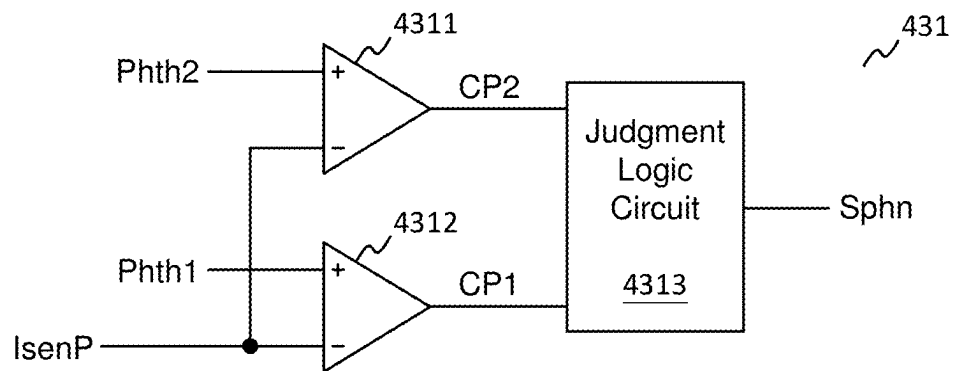 4311
431
Phth2
+
CP2
−
Judgment
Logic
Circuit
Sphn
4312
Phth1
+
CP1
4313
IsenP
−